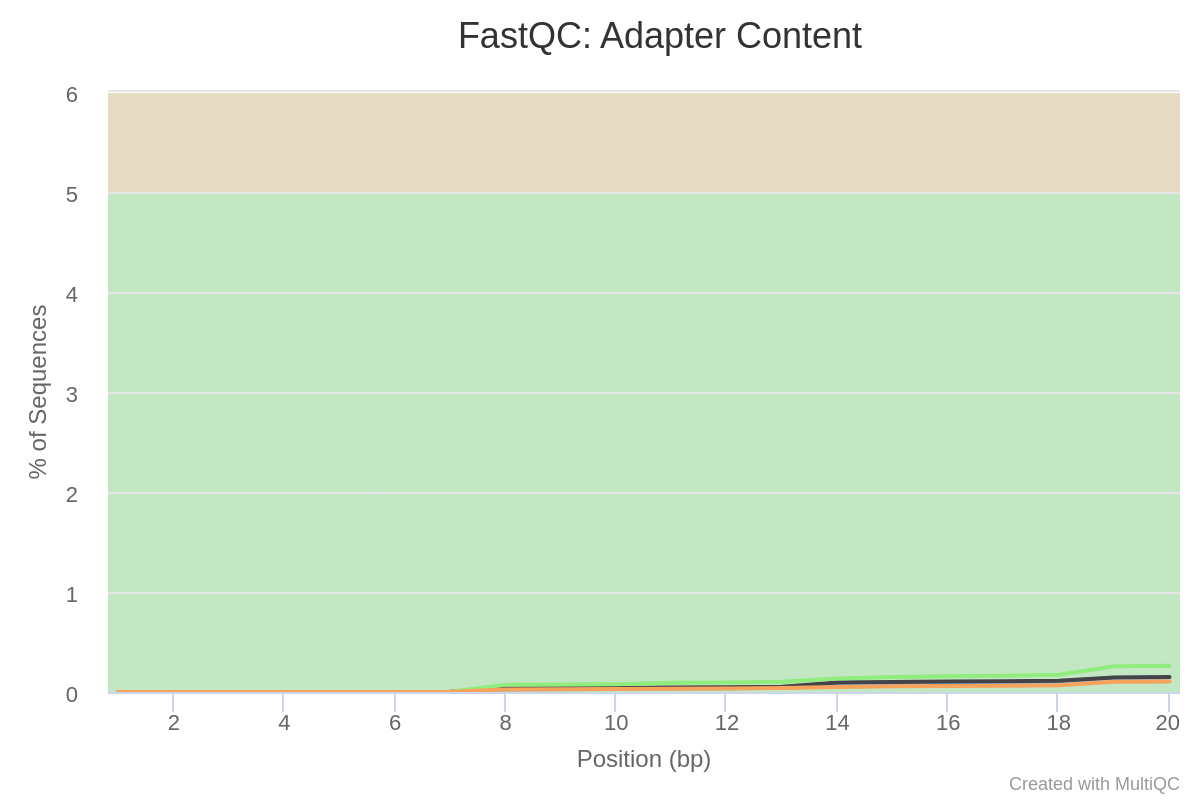 FastQC: Adapter Content
6
5
4
3
2
1
0
% of Sequences
2 4 6 8 10 12 14 16 18 20
Position (bp)
Created with MultiQC